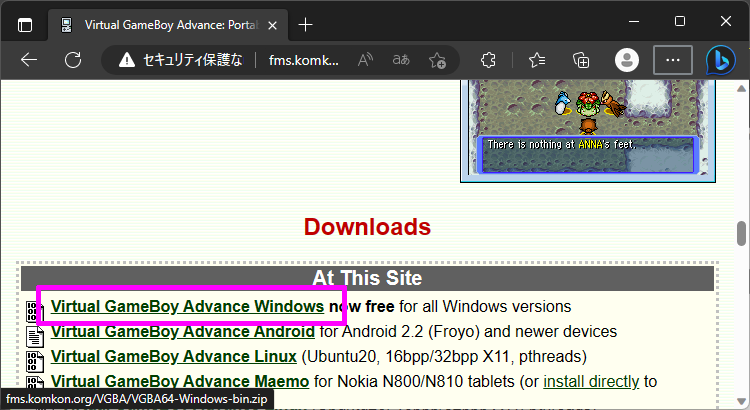 Virtual GameBoy Advance: Porta
セキュリティ保護な
fms.komk...
A
aあ
There is nothing at ANNA's feet.
Downloads
At This Site
Virtual GameBoy Advance Windows now free for all Windows versions
Virtual GameBoy Advance Android for Android 2.2 (Froyo) and newer devices
Virtual GameBoy Advance Linux (Ubuntu20, 16bpp/32bpp X11, pthreads)
Virtual GameBoy Advance Maemo for Nokia N800/N810 tablets (or install directly to
fms.komkon.org/VGBA/VGBA64-Windows-bin.zip